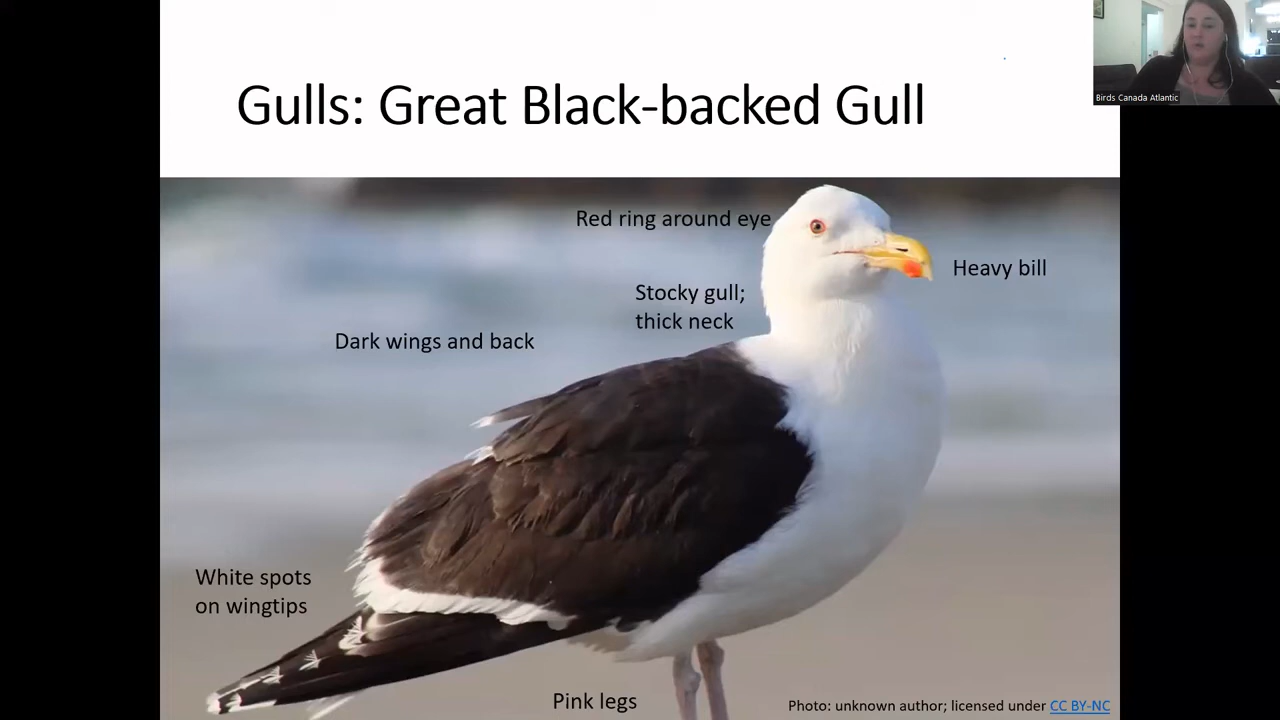 Gulls: Great Black-backed Gull
Birds Canada Atlantic
Red ring around eye
Heavy bill
Stocky gull;
thick neck
Dark wings and back
White spots
on wingtips
Pink legs
Photo: unknown author; licensed under CC BY-NC